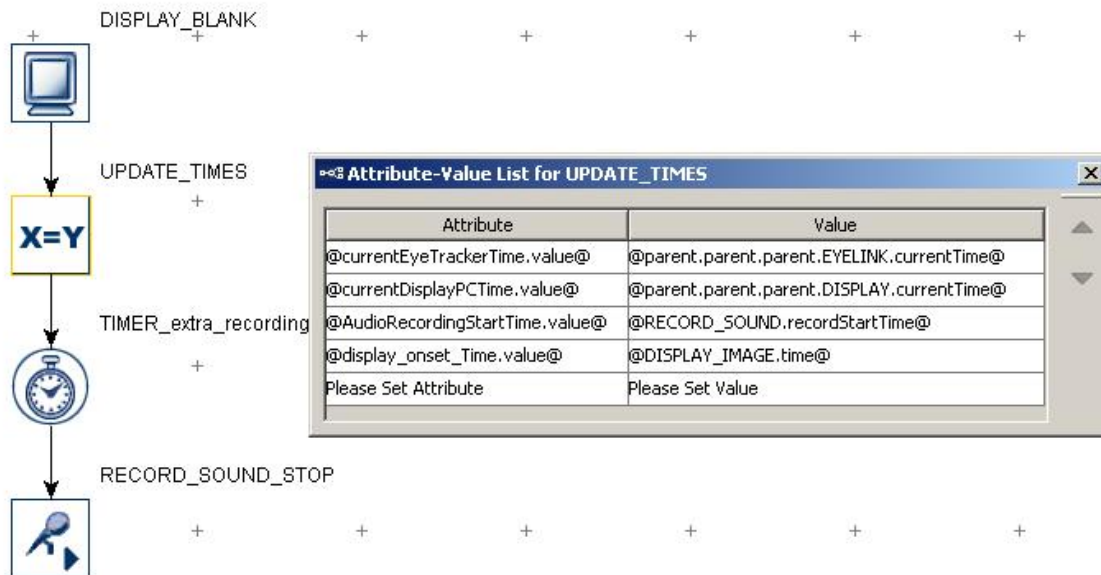 DISPLAY_BLANK
UPDATE_TIMES
X=Y
TIMER_extra_recording
RECORD_SOUND_STOP
Attribute-Value List for UPDATE_TIMES
Attribute Value
@currentEyeTrackerTime.value@ @parent.parent.parent.EYELINK.currentTime@
@currentDisplayPCTime.value@ @parent.parent.parent.DISPLAY.currentTime@
@AudioRecordingStartTime.value@ @RECORD_SOUND.recordStartTime@
@display_onset_Time.value@ @DISPLAY_IMAGE.time@
Please Set Attribute Please Set Value